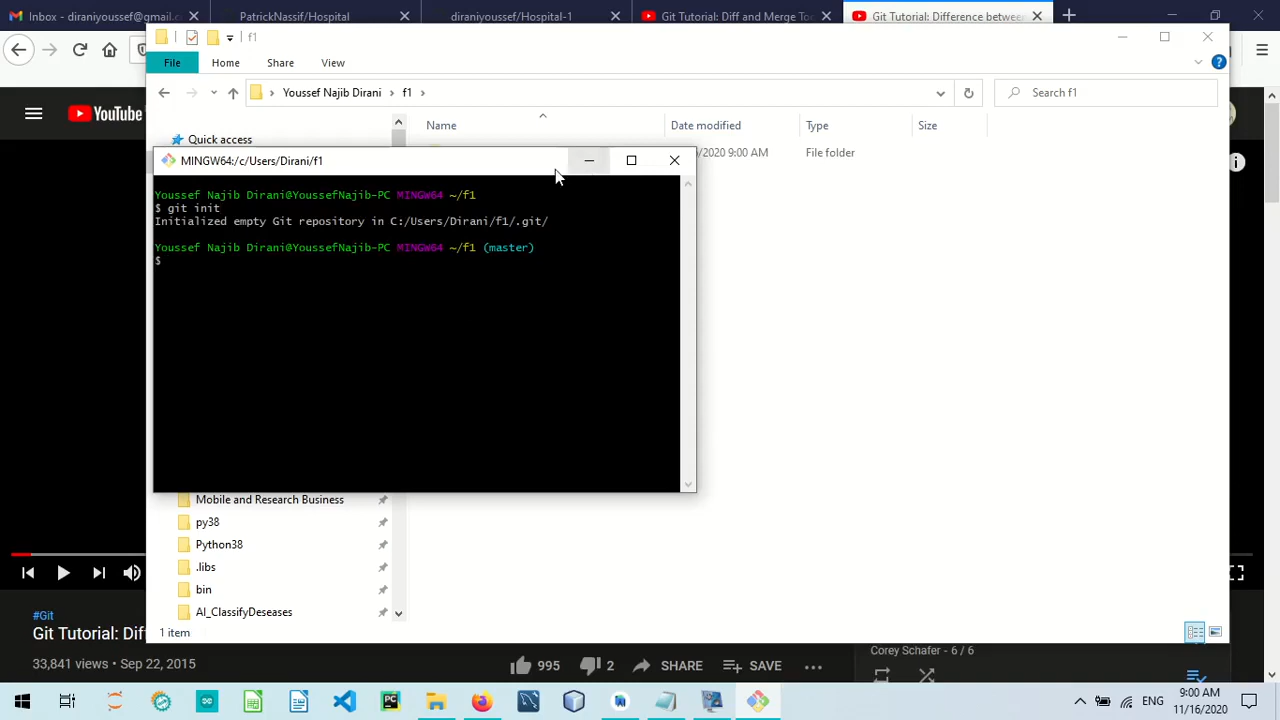 Inbox - diraniyoussef@gmail.c
PatrickNassif/Hospital
diraniyoussef/Hospital-1
Git Tutorial: Diff and Merge To
Git Tutorial: Difference betwee
f1
File
Home
Share
View
Youssef Najib Dirani
f1
Search f1
YouTube
Quick access
Name
Date modified
Type
Size
/2020 9:00 AM
File folder
MINGW64:/c/Users/Dirani/f1
Youssef Najib Dirani@YoussefNajib-PC MINGW64 ~/f1
$ git init
Initialized empty Git repository in C:/Users/Dirani/f1/.git/
Youssef Najib Dirani@YoussefNajib-PC MINGW64 ~/f1 (master)
$
Mobile and Research Business
py38
Python38
.libs
bin
AI_ClassifyDeseases
1 item
#Git
Git Tutorial: Dif
33,841 views • Sep 22, 2015
995
2
SHARE
SAVE
Corey Schafer - 6 / 6
ENG
9:00 AM
11/16/2020